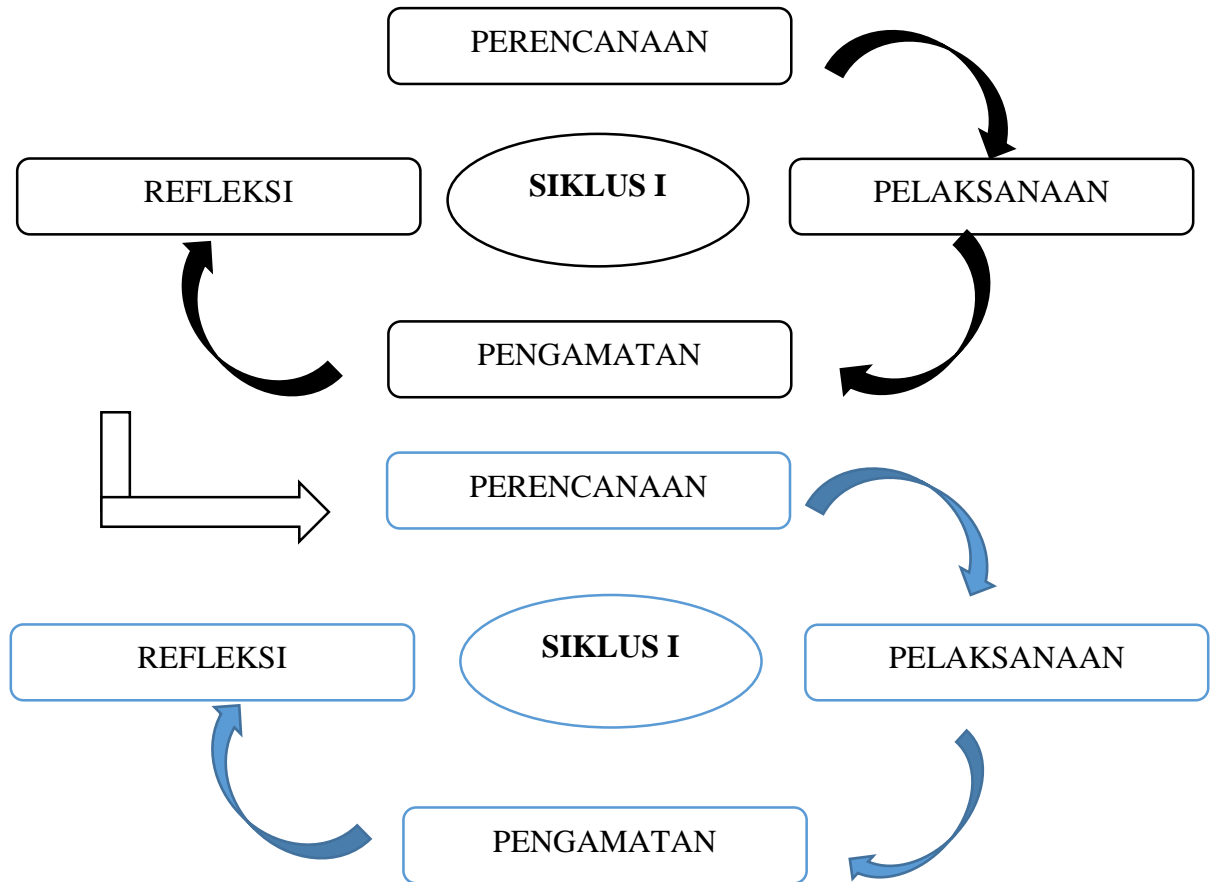 PERENCANAAN
REFLEKSI
SIKLUS I
PELAKSANAAN
PENGAMATAN
PERENCANAAN
REFLEKSI
SIKLUS I
PELAKSANAAN
PENGAMATAN